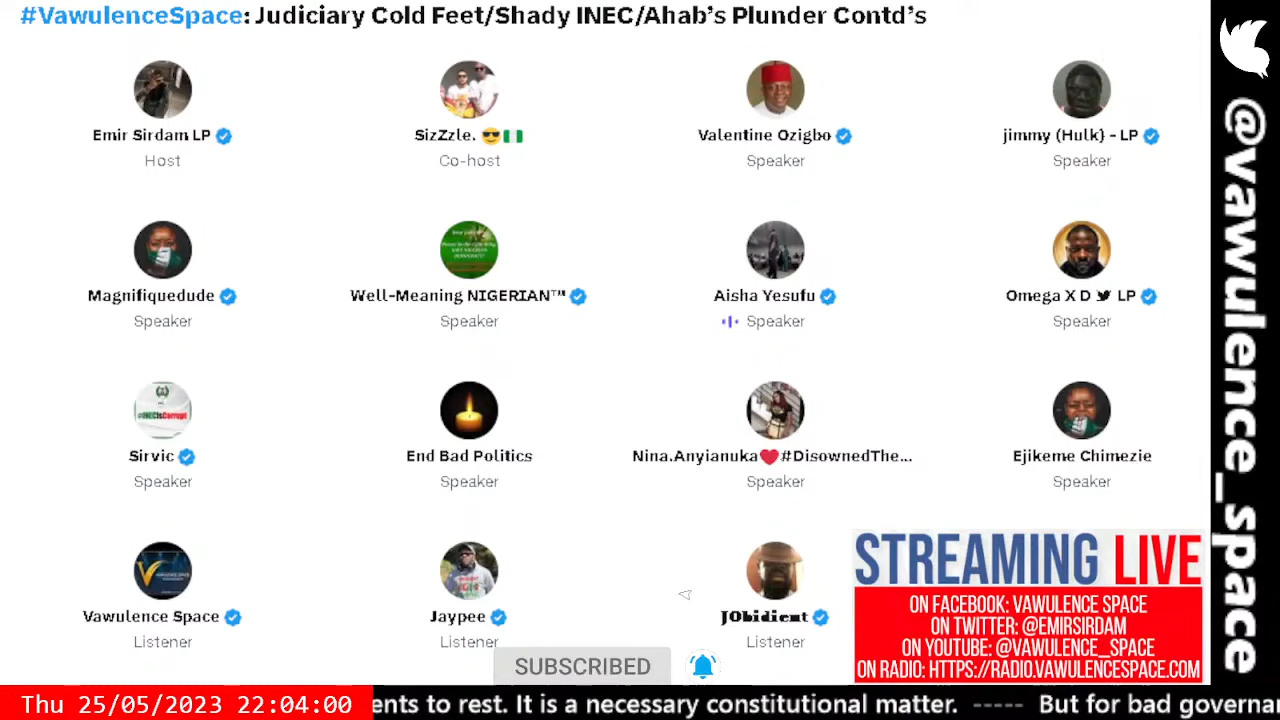 #VawulenceSpace: Judiciary Cold Feet/Shady INEC/Ahab's Plunder Contd's
Emir Sirdam LP
Host
SizZzle. 😎🇳🇬
Co-host
Valentine Ozigbo
Speaker
jimmy (Hulk) - LP
Speaker
Magnifiquedude
Speaker
Well-Meaning NIGERIAN™
Speaker
Aisha Yesufu
Speaker
Omega X D LP
Speaker
#INECIsCorrupt
Sirvic
Speaker
End Bad Politics
Speaker
Nina.Anyianuka❤️#DisownedThe...
Speaker
Ejikeme Chimezie
Speaker
Vawulence Space
Listener
Jaypee
Listener
JObidient
Listener
STREAMING LIVE
ON FACEBOOK: VAWULENCE SPACE
ON TWITTER: @EMIRSIRDAM
ON YOUTUBE: @VAWULENCE_SPACE
ON RADIO: HTTPS://RADIO.VAWULENCESPACE.COM
SUBSCRIBED
@vawulence_space
Thu 25/05/2023 22:04:00
ents to rest. It is a necessary constitutional matter. ----- But for bad governa